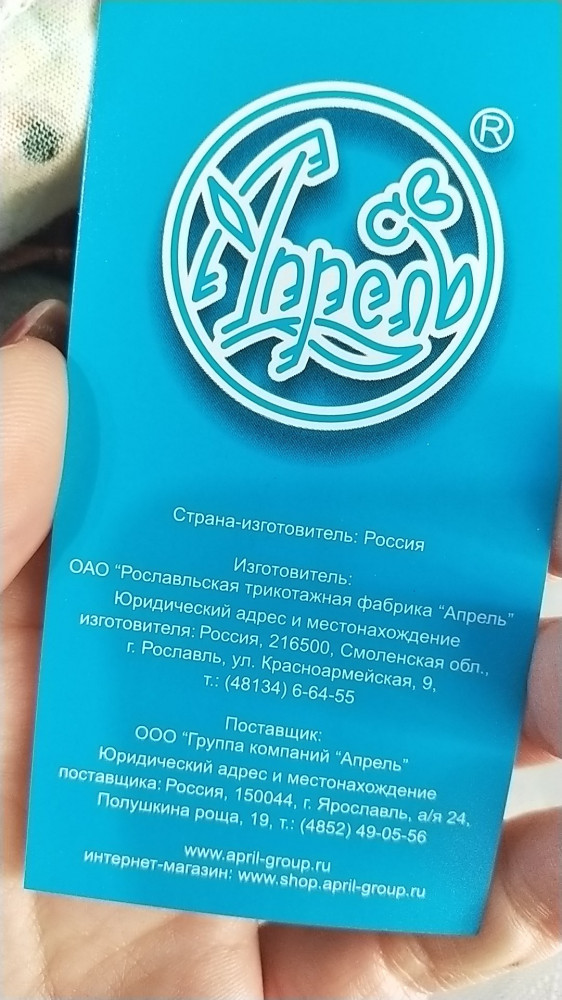 Апрель
®
Страна-изготовитель: Россия
Изготовитель:
ОАО "Рославльская трикотажная фабрика "Апрель"
Юридический адрес и местонахождение
изготовителя: Россия, 216500, Смоленская обл.,
г. Рославль, ул. Красноармейская, 9,
т.: (48134) 6-64-55
Поставщик:
ООО "Группа компаний "Апрель"
Юридический адрес и местонахождение
поставщика: Россия, 150044, г. Ярославль, а/я 24,
Полушкина роща, 19, т.: (4852) 49-05-56
www.april-group.ru
интернет-магазин: www.shop.april-group.ru